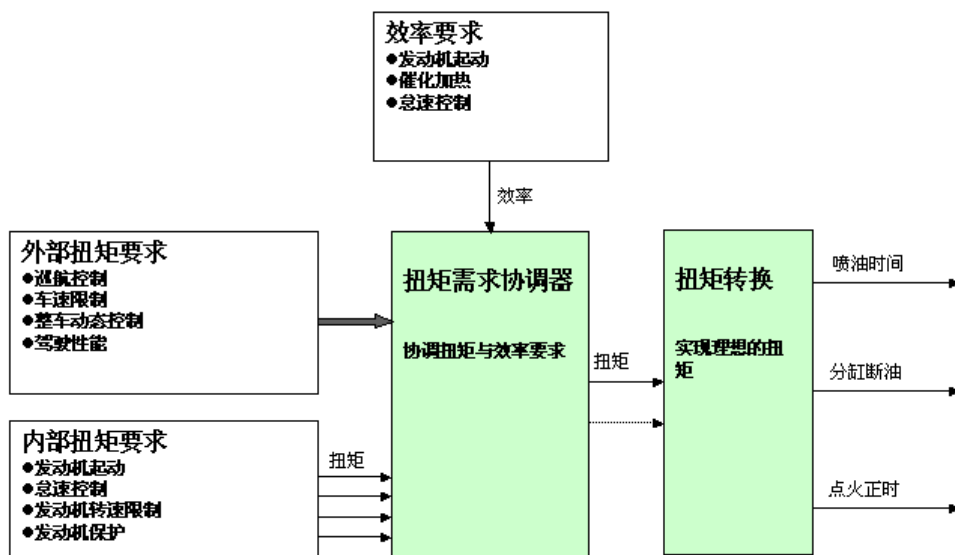 效率要求
●发动机起动
●催化加热
●怠速控制
效率
外部扭矩要求
●巡航控制
●车速限制
●整车动态控制
●驾驶性能
内部扭矩要求
●发动机起动
●怠速控制
●发动机转速限制
●发动机保护
扭矩
扭矩需求协调器
协调扭矩与效率要求
扭矩
扭矩转换
实现理想的扭
矩
喷油时间
分缸断油
点火正时